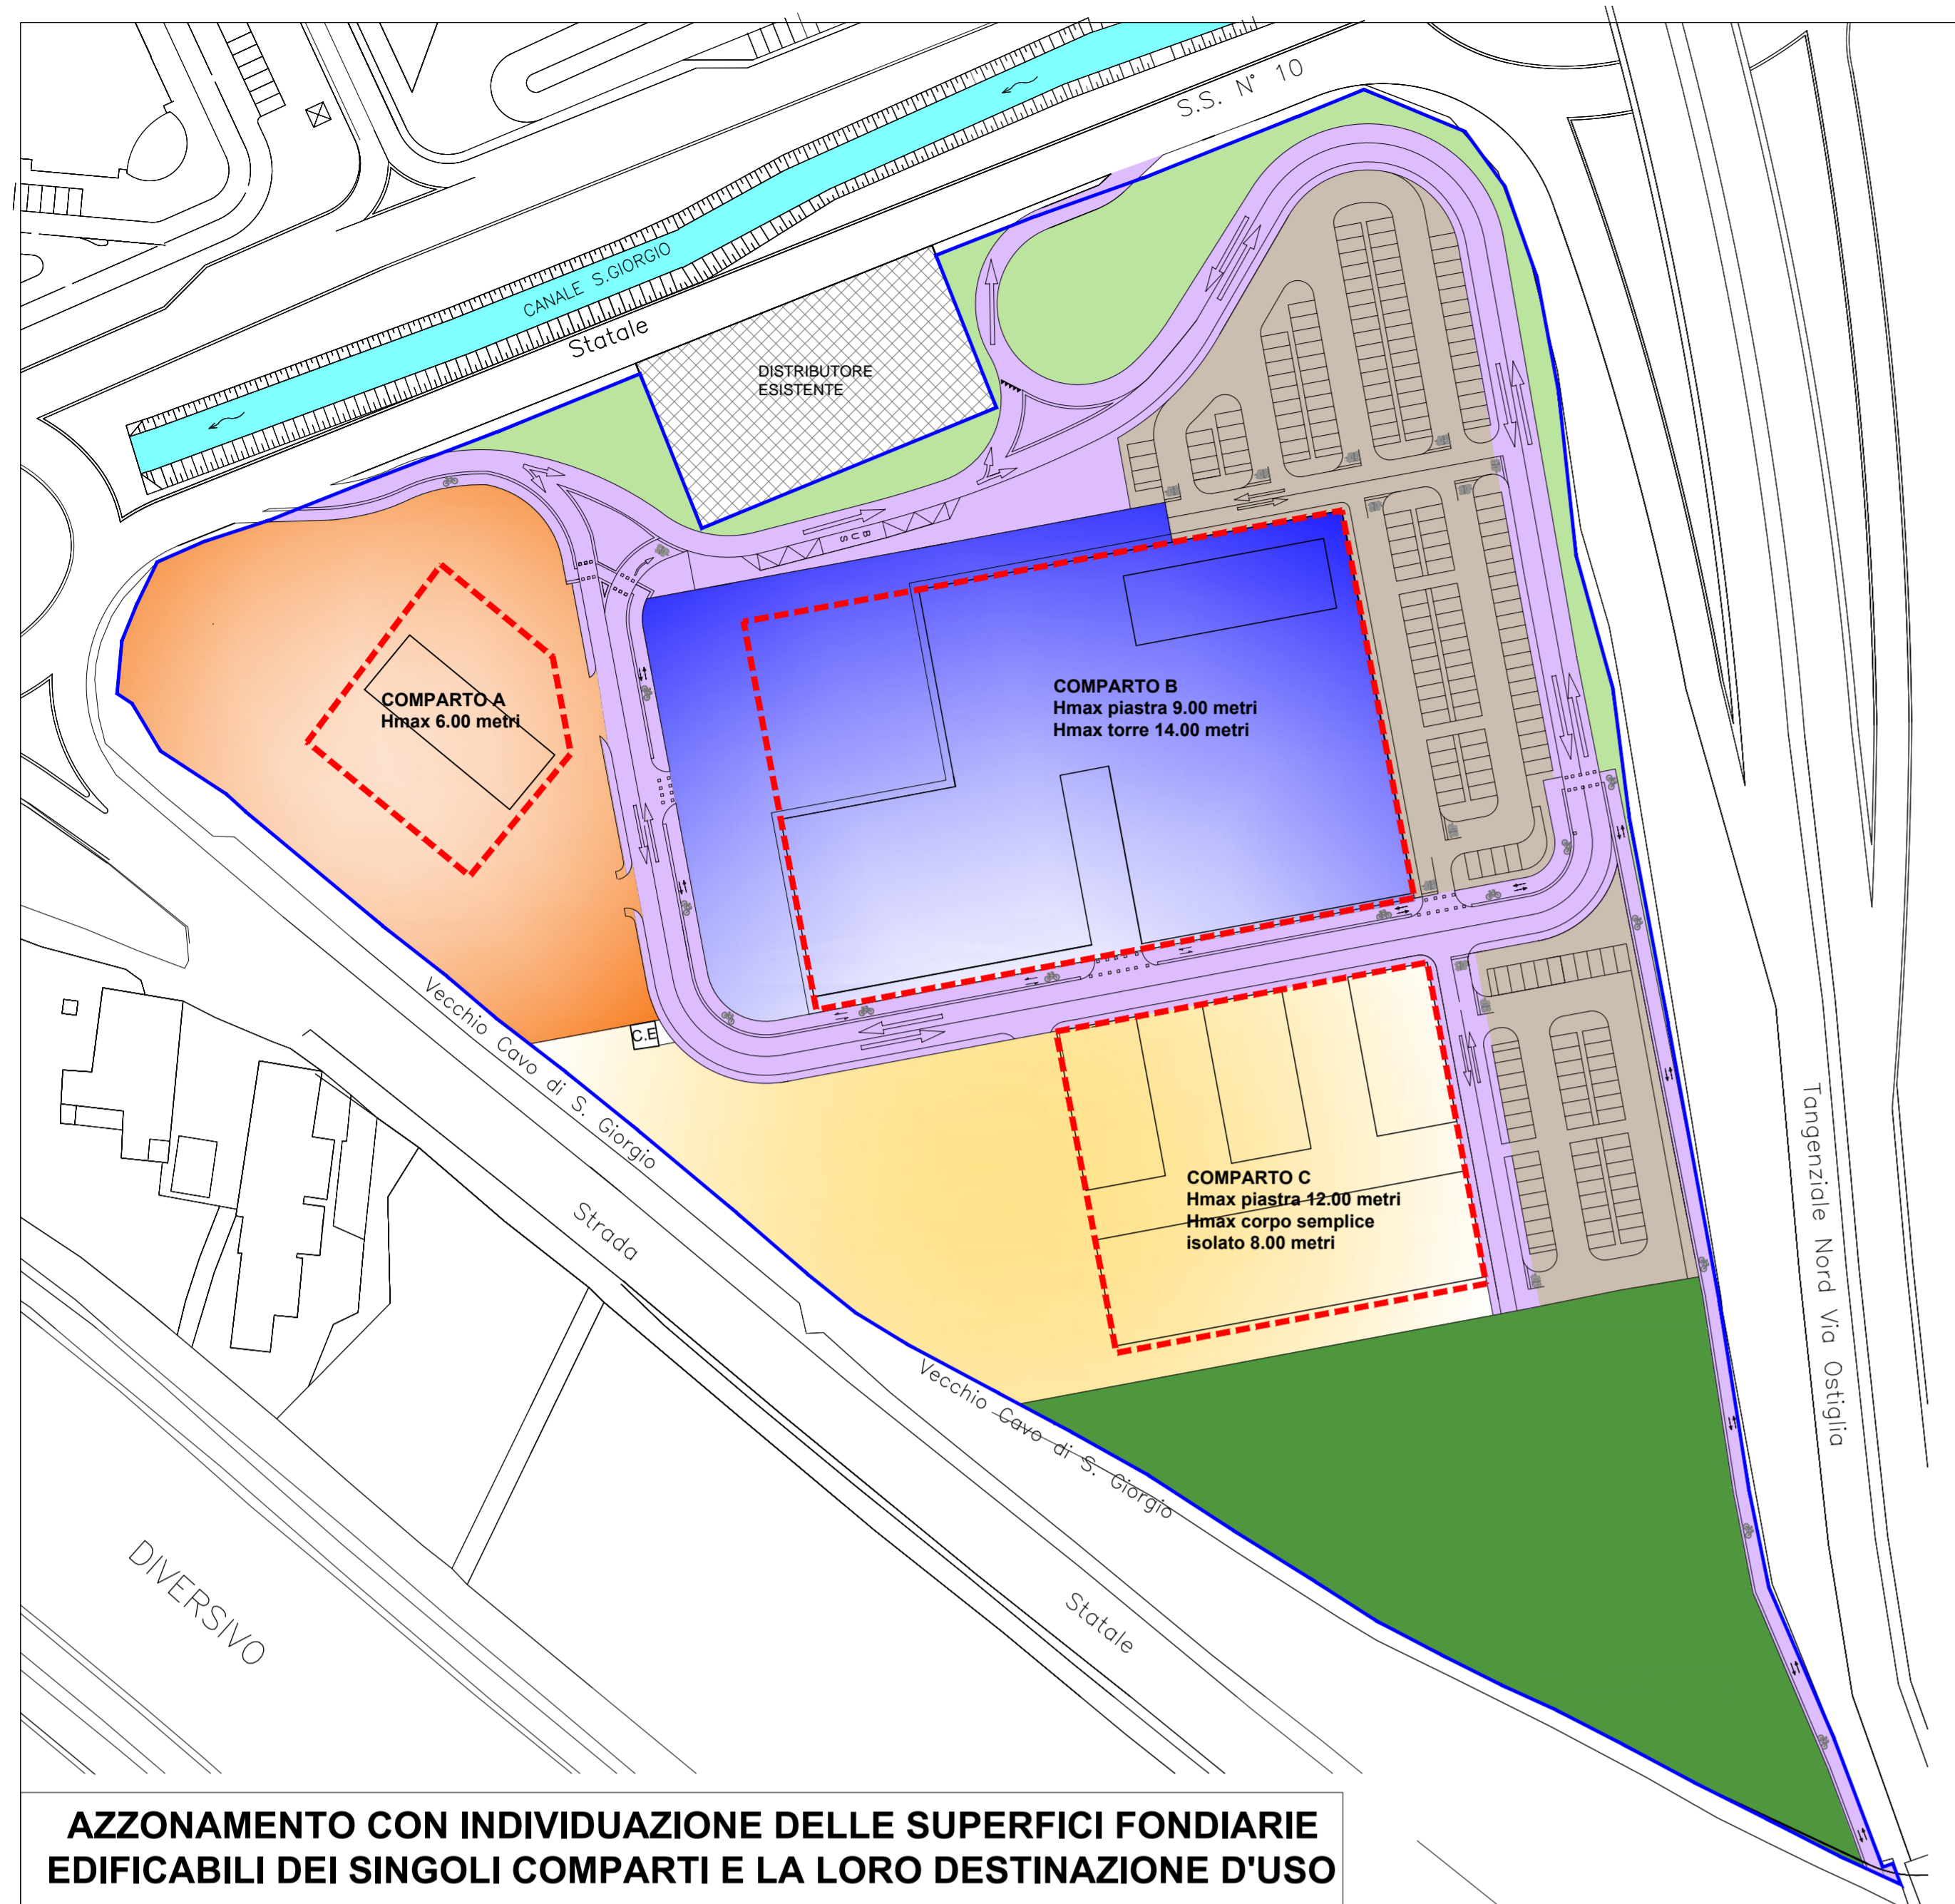 S.S. N° 10
CANALE S.GIORGIO
Statale
DISTRIBUTORE
ESISTENTE
BUS
COMPARTO A
Hmax 6.00 metri
COMPARTO B
Hmax piastra 9.00 metri
Hmax torre 14.00 metri
C.E
Vecchio Cavo di S. Giorgio
Strada
COMPARTO C
Hmax piastra 12.00 metri
Hmax corpo semplice
isolato 8.00 metri
Tangenziale Nord Via Ostiglia
Vecchio Cavo di S. Giorgio
Statale
DIVERSIVO
AZZONAMENTO CON INDIVIDUAZIONE DELLE SUPERFICI FONDIARIE
EDIFICABILI DEI SINGOLI COMPARTI E LA LORO DESTINAZIONE D'USO